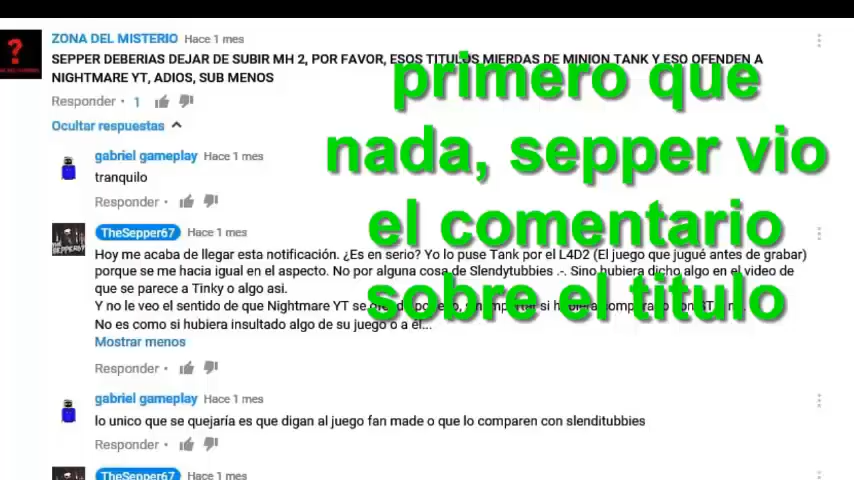 ZONA DEL MISTERIO Hace 1 mes
SEPPER DEBERIAS DEJAR DE SUBIR MH 2, POR FAVOR, ESOS TITULOS MIERDAS DE MINION TANK Y ESO OFENDEN A
NIGHTMARE YT, ADIOS, SUB MENOS
primero que
nada, sepper vio
el comentario
sobre el titulo
Responder · 1
Ocultar respuestas
gabriel gameplay Hace 1 mes
tranquilo
Responder ·
TheSepper67 Hace 1 mes
Hoy me acaba de llegar esta notificación. ¿Es en serio? Yo lo puse Tank por el L4D2 (El juego que jugué antes de grabar)
porque se me hacia igual en el aspecto. No por alguna cosa de Slendytubbies .-. Sino hubiera dicho algo en el video de
que se parece a Tinky o algo asi.
Y no le veo el sentido de que Nightmare YT se si
No es como si hubiera insultado algo de su juego o a él...
Mostrar menos
Responder ·
gabriel gameplay Hace 1 mes
lo unico que se quejaría es que digan al juego fan made o que lo comparen con slenditubbies
Responder ·
TheSepper67 Hace 1 mes